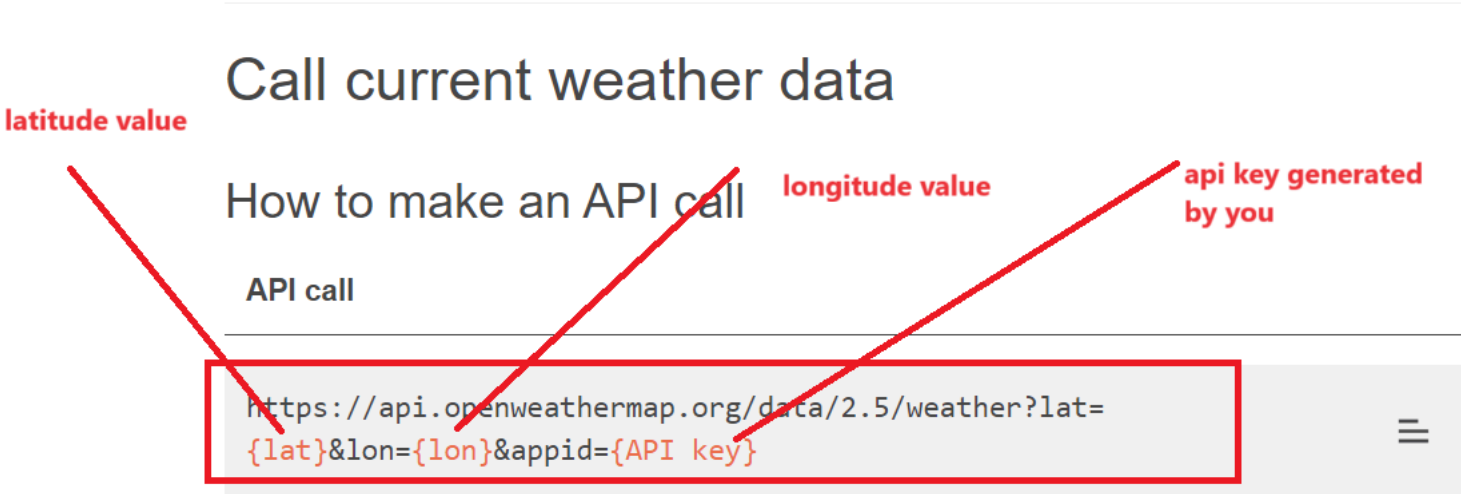 Call current weather data
latitude value
How to make an API call
longitude value
api key generated
by you
API call
https://api.openweathermap.org/data/2.5/weather?lat=
{lat}&lon={lon}&appid={API key}